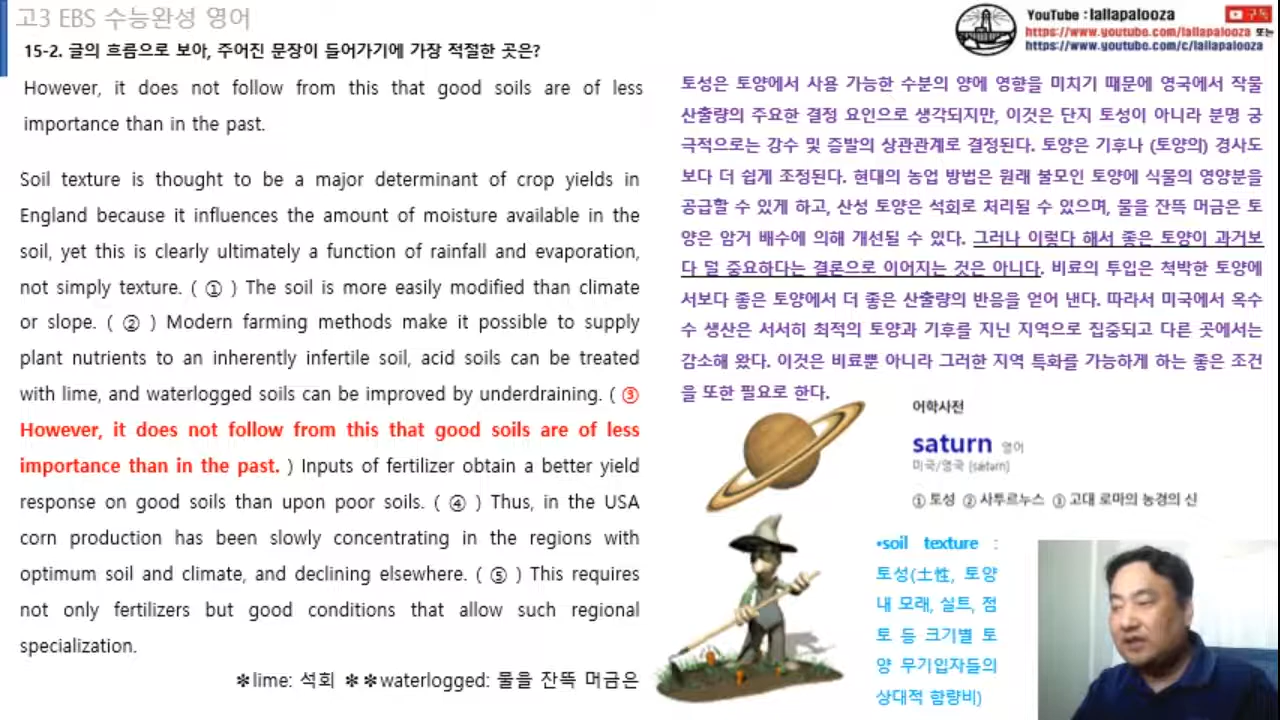 고3 EBS 수능완성 영어
YouTube : lallapalooza
구독
https://www.youtube.com/lallapalooza 또는
https://www.youtube.com/c/lallapalooza
15-2. 글의 흐름으로 보아, 주어진 문장이 들어가기에 가장 적절한 곳은?
However, it does not follow from this that good soils are of less
importance than in the past.
Soil texture is thought to be a major determinant of crop yields in
England because it influences the amount of moisture available in the
soil, yet this is clearly ultimately a function of rainfall and evaporation,
not simply texture. ( ① ) The soil is more easily modified than climate
or slope. ( ② ) Modern farming methods make it possible to supply
plant nutrients to an inherently infertile soil, acid soils can be treated
with lime, and waterlogged soils can be improved by underdraining. ( ③
However, it does not follow from this that good soils are of less
importance than in the past. ) Inputs of fertilizer obtain a better yield
response on good soils than upon poor soils. ( ④ ) Thus, in the USA
corn production has been slowly concentrating in the regions with
optimum soil and climate, and declining elsewhere. ( ⑤ ) This requires
not only fertilizers but good conditions that allow such regional
specialization.
✻lime: 석회 ✻✻waterlogged: 물을 잔뜩 머금은
토성은 토양에서 사용 가능한 수분의 양에 영향을 미치기 때문에 영국에서 작물
산출량의 주요한 결정 요인으로 생각되지만, 이것은 단지 토성이 아니라 분명 궁
극적으로는 강수 및 증발의 상관관계로 결정된다. 토양은 기후나 (토양의) 경사도
보다 더 쉽게 조정된다. 현대의 농업 방법은 원래 불모인 토양에 식물의 영양분을
공급할 수 있게 하고, 산성 토양은 석회로 처리될 수 있으며, 물을 잔뜩 머금은 토
양은 암거 배수에 의해 개선될 수 있다. 그러나 이렇다 해서 좋은 토양이 과거보
다 덜 중요하다는 결론으로 이어지는 것은 아니다. 비료의 투입은 척박한 토양에
서보다 좋은 토양에서 더 좋은 산출량의 반응을 얻어 낸다. 따라서 미국에서 옥수
수 생산은 서서히 최적의 토양과 기후를 지닌 지역으로 집중되고 다른 곳에서는
감소해 왔다. 이것은 비료뿐 아니라 그러한 지역 특화를 가능하게 하는 좋은 조건
을 또한 필요로 한다.
어학사전
saturn 영어
미국/영국 [sǽtərn]
① 토성 ② 사투르누스 ③ 고대 로마의 농경의 신
•soil texture :
토성(土性, 토양
내 모래, 실트, 점
토 등 크기별 토
양 무기입자들의
상대적 함량비)